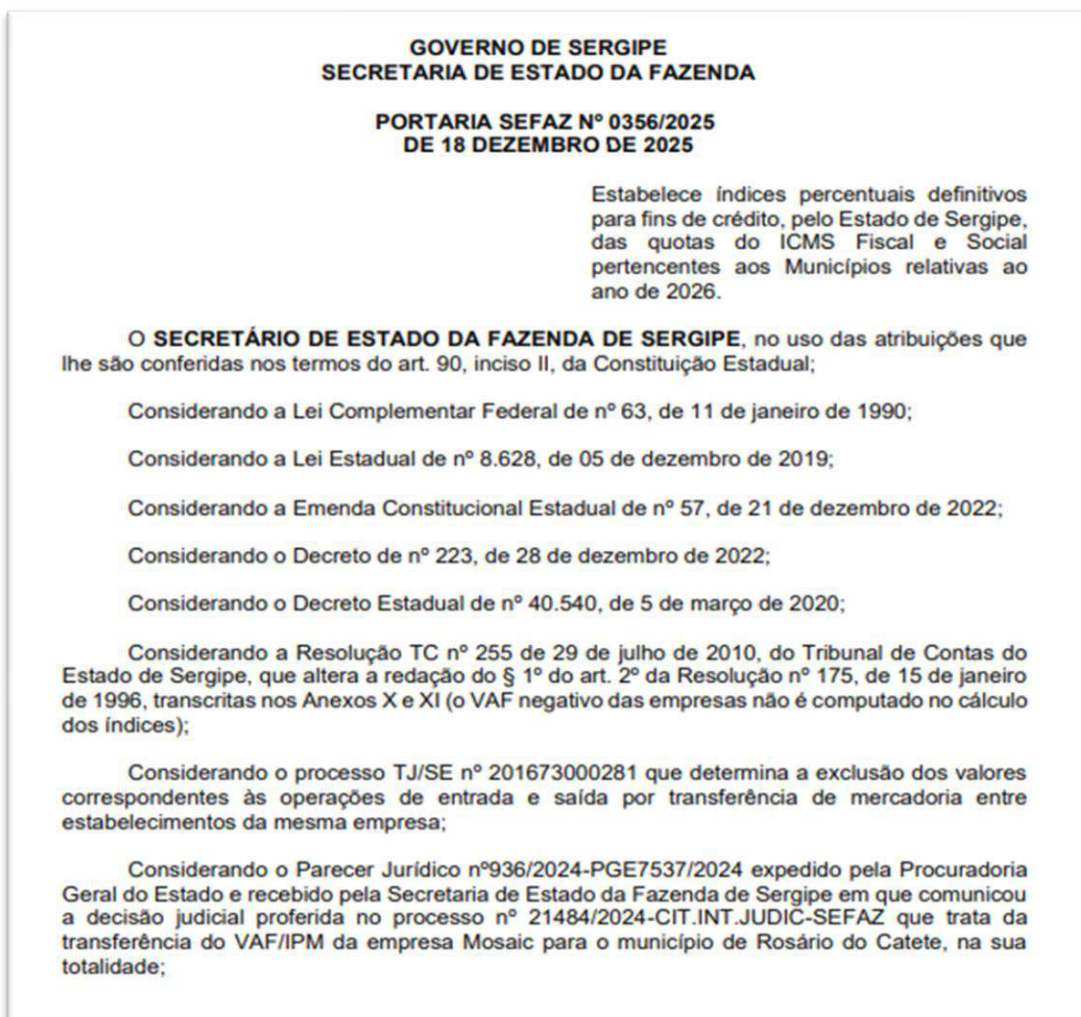 GOVERNO DE SERGIPE
SECRETARIA DE ESTADO DA FAZENDA
PORTARIA SEFAZ Nº 0356/2025
DE 18 DEZEMBRO DE 2025
Estabelece índices percentuais definitivos
para fins de crédito, pelo Estado de Sergipe,
das quotas do ICMS Fiscal e Social
pertencentes aos Municípios relativas ao
ano de 2026.
O SECRETÁRIO DE ESTADO DA FAZENDA DE SERGIPE, no uso das atribuições que
lhe são conferidas nos termos do art. 90, inciso II, da Constituição Estadual;
Considerando a Lei Complementar Federal de nº 63, de 11 de janeiro de 1990;
Considerando a Lei Estadual de nº 8.628, de 05 de dezembro de 2019;
Considerando a Emenda Constitucional Estadual de nº 57, de 21 de dezembro de 2022;
Considerando o Decreto de nº 223, de 28 de dezembro de 2022;
Considerando o Decreto Estadual de nº 40.540, de 5 de março de 2020;
Considerando a Resolução TC nº 255 de 29 de julho de 2010, do Tribunal de Contas do
Estado de Sergipe, que altera a redação do § 1º do art. 2º da Resolução nº 175, de 15 de janeiro
de 1996, transcritas nos Anexos X e XI (o VAF negativo das empresas não é computado no cálculo
dos índices);
Considerando o processo TJ/SE nº 201673000281 que determina a exclusão dos valores
correspondentes às operações de entrada e saída por transferência de mercadoria entre
estabelecimentos da mesma empresa;
Considerando o Parecer Jurídico nº936/2024-PGE7537/2024 expedido pela Procuradoria
Geral do Estado e recebido pela Secretaria de Estado da Fazenda de Sergipe em que comunicou
a decisão judicial proferida no processo nº 21484/2024-CIT.INT.JUDIC-SEFAZ que trata da
transferência do VAF/IPM da empresa Mosaic para o município de Rosário do Catete, na sua
totalidade;